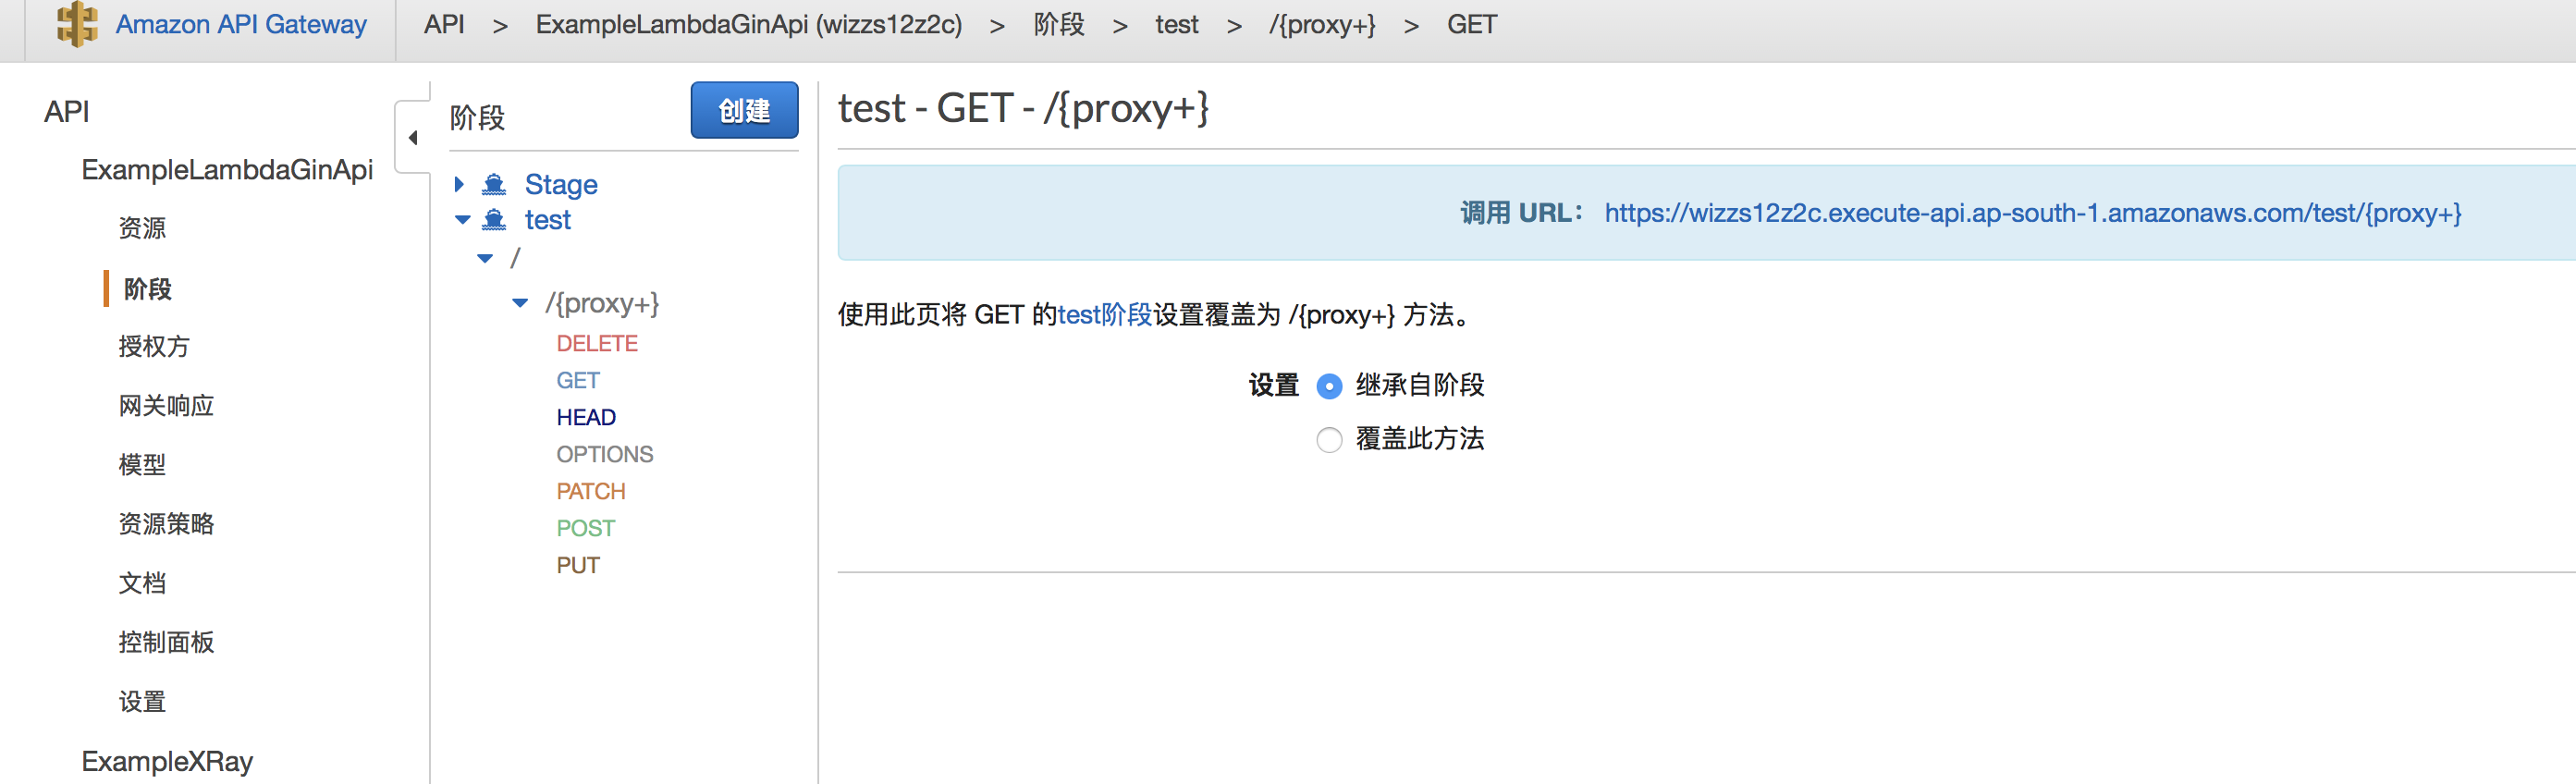 Amazon API Gateway
API > ExampleLambdaGinApi (wizzs12z2c) > 阶段 > test > /{proxy+} > GET
API
ExampleLambdaGinApi
资源
阶段
授权方
网关响应
模型
资源策略
文档
控制面板
设置
ExampleXRay
阶段
创建
Stage
test
/
/{proxy+}
DELETE
GET
HEAD
OPTIONS
PATCH
POST
PUT
test - GET - /{proxy+}
调用 URL： https://wizzs12z2c.execute-api.ap-south-1.amazonaws.com/test/{proxy+}
使用此页将 GET 的test阶段设置覆盖为 /{proxy+} 方法。
设置 继承自阶段
覆盖此方法